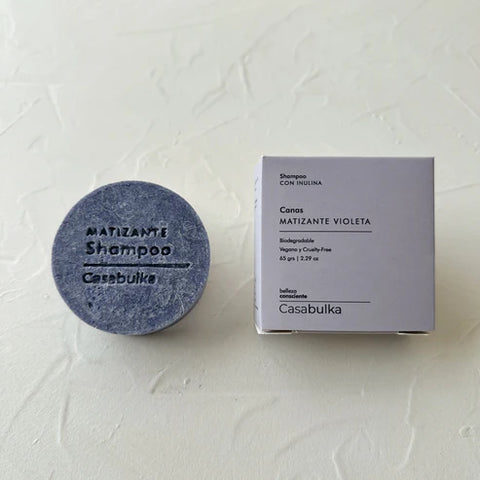 MATIZANTE
Shampoo
Casabulka
Shampoo
CON INULINA
Canas
MATIZANTE VIOLETA
Biodegradable
Vegano y Cruelty-Free
65 grs | 2.29 oz
belleza
consciente
Casabulka